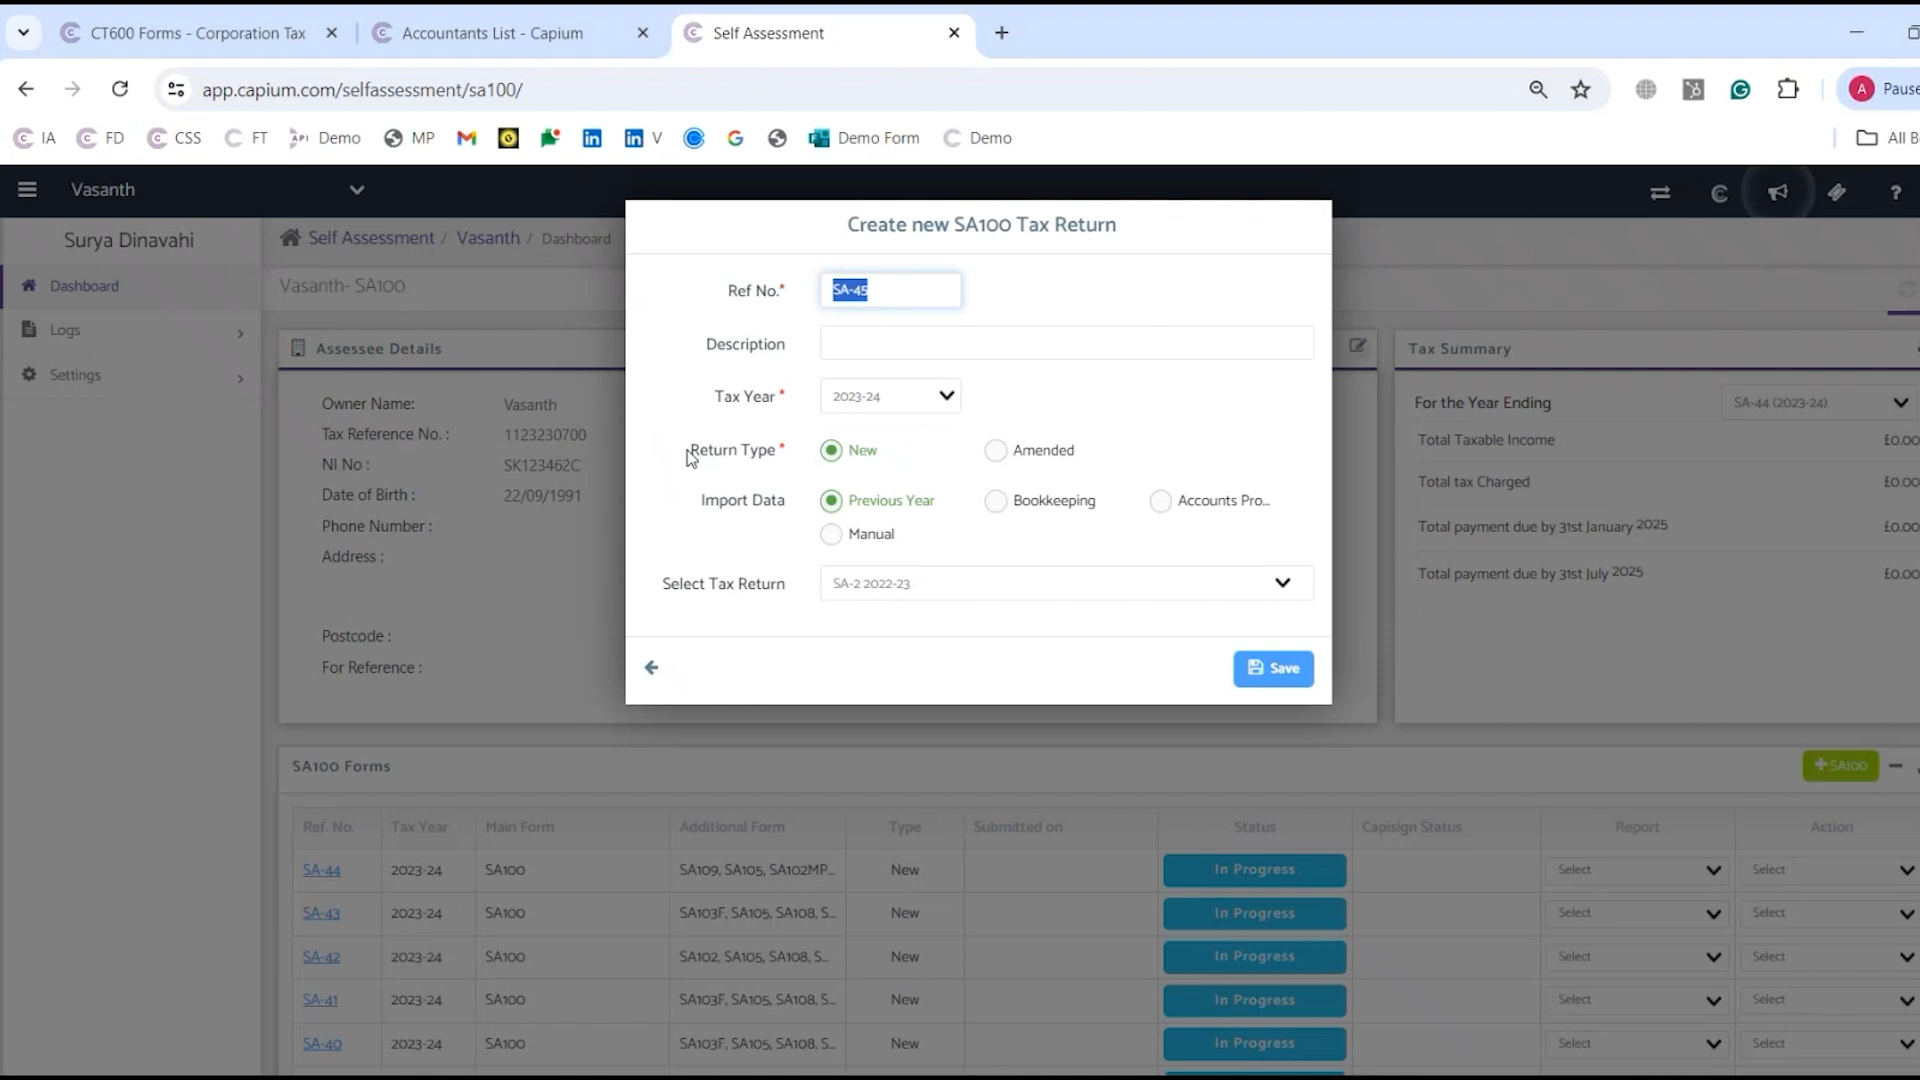 CT600 Forms - Corporation Tax
Accountants List - Capium
Self Assessment
app.capium.com/selfassessment/sa100/
A
IA
FD
CSS
FT
API Demo
MP
V
Demo Form
Demo
Vasanth
?
Surya Dinavahi
Dashboard
Logs
Settings
Self Assessment / Vasanth / Dashboard
Vasanth- SA100
Assessee Details
Owner Name: Vasanth
Tax Reference No. : 1123230700
NI No : SK123462C
Date of Birth : 22/09/1991
Phone Number :
Address :
Postcode :
For Reference :
Create new SA100 Tax Return
Ref No.* SA-45
Description
Tax Year * 2023-24
Return Type * New Amended
Import Data Previous Year Bookkeeping Accounts Pro...
Manual
Select Tax Return SA-2 2022-23
Save
Tax Summary
For the Year Ending SA-44 (2023-24)
Total Taxable Income £0.00
Total tax Charged £0.00
Total payment due by 31st January 2025 £0.00
Total payment due by 31st July 2025 £0.00
SA100 Forms
+SA100
Ref. No. Tax Year Main Form Additional Form Type Submitted on Status Capisign Status Report Action
SA-44 2023-24 SA100 SA109, SA105, SA102MP... New In Progress Select Select
SA-43 2023-24 SA100 SA103F, SA105, SA108, S... New In Progress Select Select
SA-42 2023-24 SA100 SA102, SA105, SA108, S... New In Progress Select Select
SA-41 2023-24 SA100 SA103F, SA105, SA108, S... New In Progress Select Select
SA-40 2023-24 SA100 SA103F, SA105, SA108, S... New In Progress Select Select